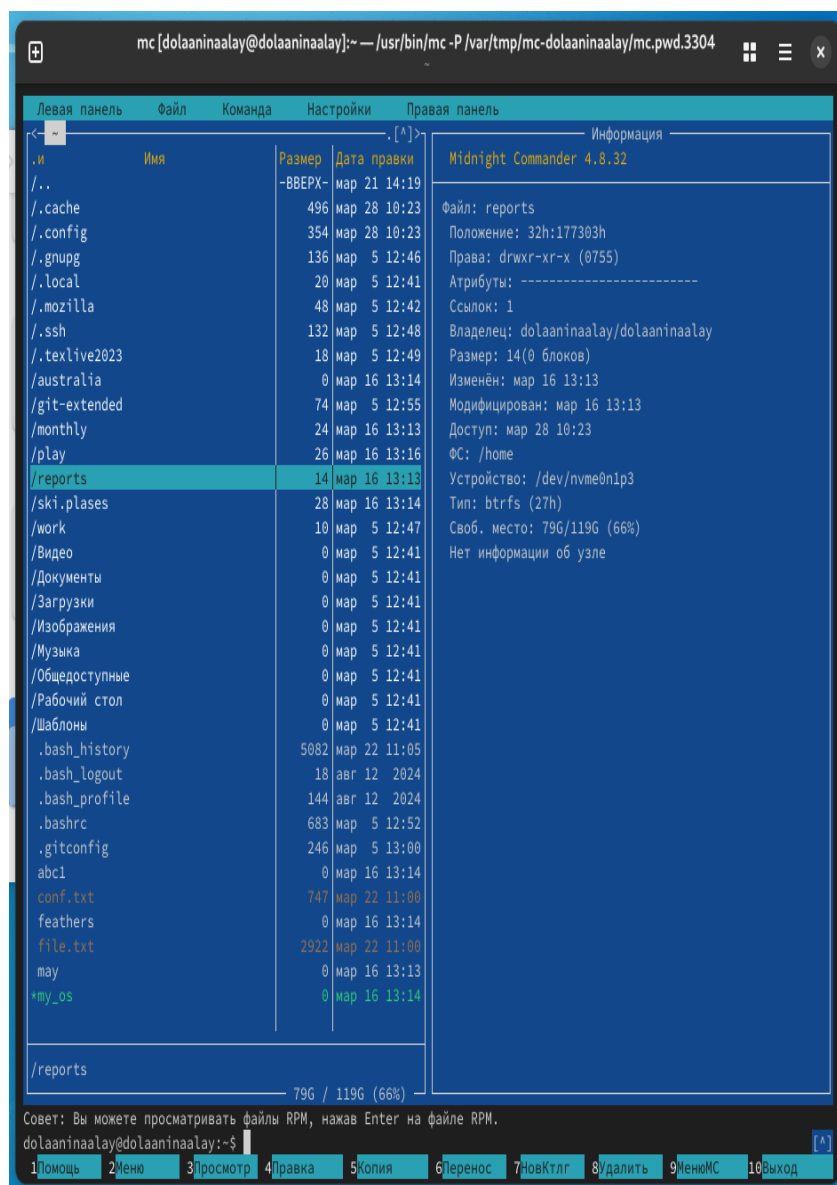 mc [dolaaninaalay@dolaaninaalay]:~ — /usr/bin/mc -P /var/tmp/mc-dolaaninaalay/mc.pwd.3304
~
Левая панель Файл Команда Настройки Правая панель
<─ ~ .[^]>
.и Имя Размер Дата правки
/.. -ВВЕРХ- мар 21 14:19
/.cache 496 мар 28 10:23
/.config 354 мар 28 10:23
/.gnupg 136 мар 5 12:46
/.local 20 мар 5 12:41
/.mozilla 48 мар 5 12:42
/.ssh 132 мар 5 12:48
/.texlive2023 18 мар 5 12:49
/australia 0 мар 16 13:14
/git-extended 74 мар 5 12:55
/monthly 24 мар 16 13:13
/play 26 мар 16 13:16
/reports 14 мар 16 13:13
/ski.plases 28 мар 16 13:14
/work 10 мар 5 12:47
/Видео 0 мар 5 12:41
/Документы 0 мар 5 12:41
/Загрузки 0 мар 5 12:41
/Изображения 0 мар 5 12:41
/Музыка 0 мар 5 12:41
/Общедоступные 0 мар 5 12:41
/Рабочий стол 0 мар 5 12:41
/Шаблоны 0 мар 5 12:41
.bash_history 5082 мар 22 11:05
.bash_logout 18 авг 12 2024
.bash_profile 144 авг 12 2024
.bashrc 683 мар 5 12:52
.gitconfig 246 мар 5 13:00
abc1 0 мар 16 13:14
conf.txt 747 мар 22 11:00
feathers 0 мар 16 13:14
file.txt 2922 мар 22 11:00
may 0 мар 16 13:13
*my_os 0 мар 16 13:14
/reports
79G / 119G (66%)
Информация
Midnight Commander 4.8.32
Файл: reports
Положение: 32h:177303h
Права: drwxr-xr-x (0755)
Атрибуты: --------------------------
Ссылок: 1
Владелец: dolaaninaalay/dolaaninaalay
Размер: 14(0 блоков)
Изменён: мар 16 13:13
Модифицирован: мар 16 13:13
Доступ: мар 28 10:23
ФС: /home
Устройство: /dev/nvme0n1p3
Тип: btrfs (27h)
Своб. место: 79G/119G (66%)
Нет информации об узле
Совет: Вы можете просматривать файлы RPM, нажав Enter на файле RPM.
dolaaninaalay@dolaaninaalay:~$ [^]
1Помощь 2Меню 3Просмотр 4Правка 5Копия 6Перенос 7НовКтлг 8Удалить 9МенюМС 10Выход